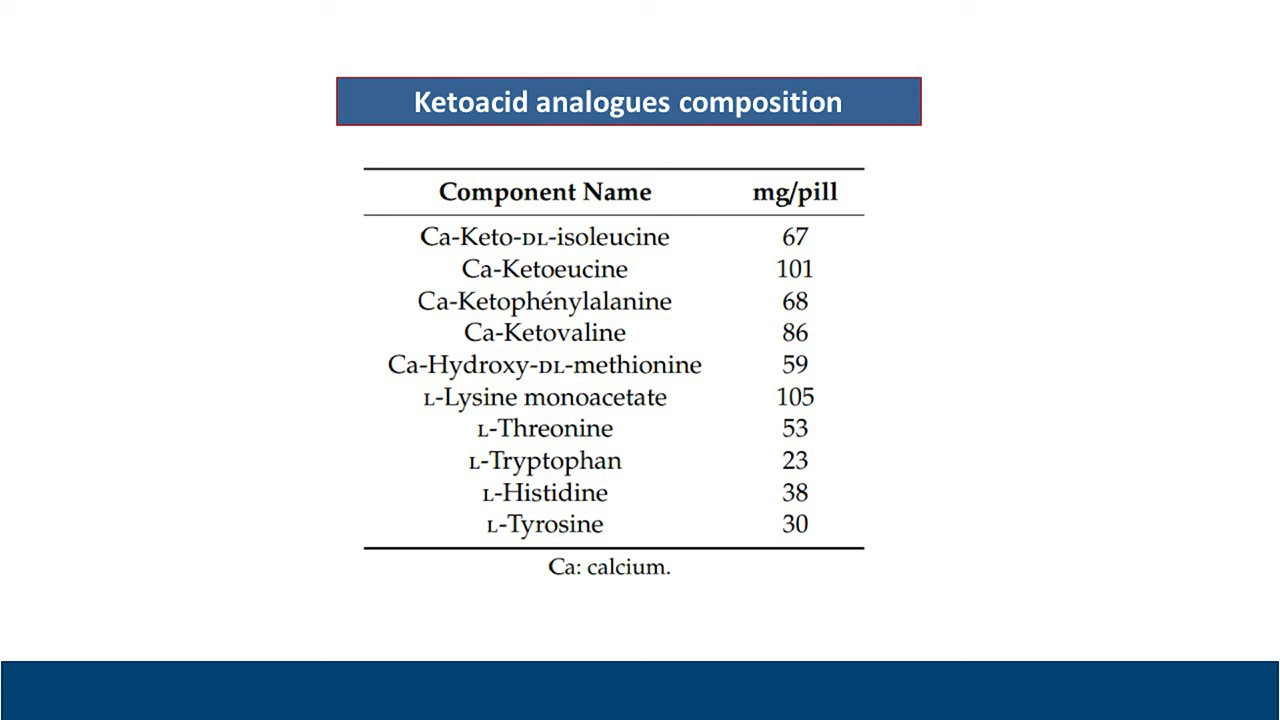 Ketoacid analogues composition
Component Name mg/pill
Ca-Keto-DL-isoleucine 67
Ca-Ketoeucine 101
Ca-Ketophénylalanine 68
Ca-Ketovaline 86
Ca-Hydroxy-DL-methionine 59
L-Lysine monoacetate 105
L-Threonine 53
L-Tryptophan 23
L-Histidine 38
L-Tyrosine 30
Ca: calcium.